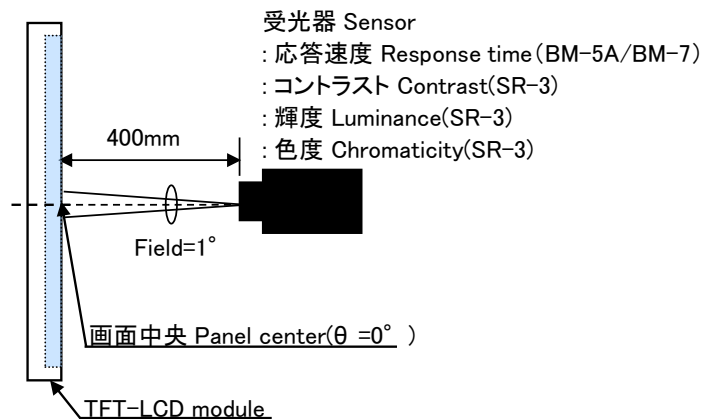 受光器 Sensor
: 応答速度 Response time(BM-5A/BM-7)
: コントラスト Contrast(SR-3)
: 輝度 Luminance(SR-3)
: 色度 Chromaticity(SR-3)
400mm
Field=1°
画面中央 Panel center(θ =0° )
TFT-LCD module